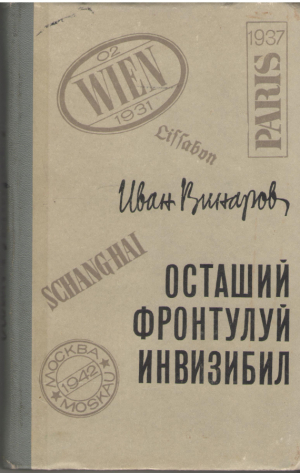 02
WIEN
1931
1937
PARIS
Lissabon
Иван Винаров
SCHANGHAI
ОСТАШИЙ
ФРОНТУЛУЙ
ИНВИЗИБИЛ
МОСКВА
1942
MOSKAU